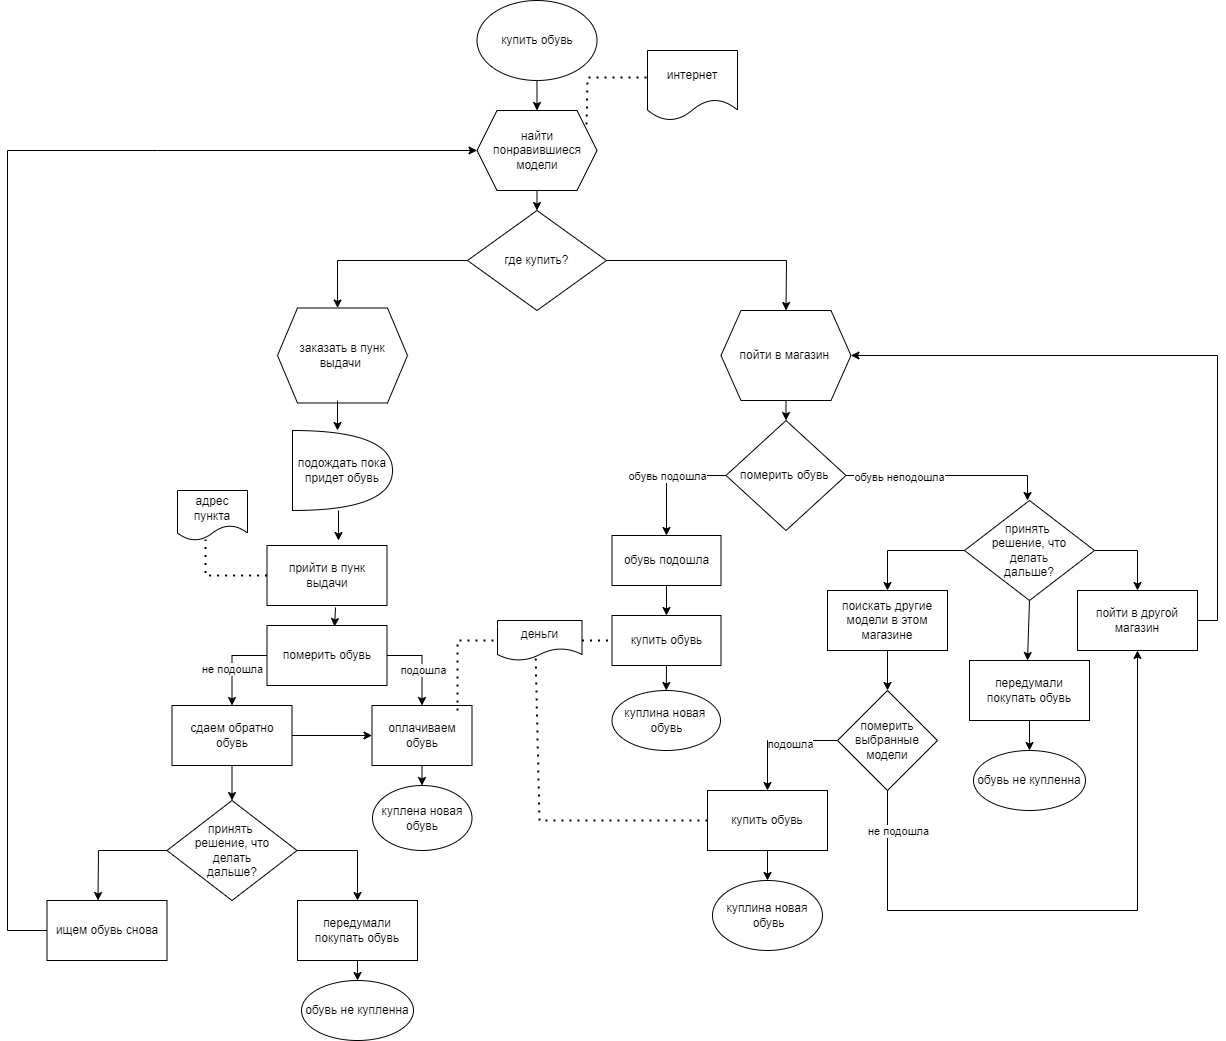 купить обувь
интернет
найти
понравившиеся
модели
где купить?
заказать в пунк
выдачи
пойти в магазин
подождать пока
придет обувь
адрес
пункта
прийти в пунк
выдачи
померить обувь
не подошла
подошла
сдаем обратно
обувь
оплачиваем
обувь
куплена новая
обувь
принять
решение, что
делать
дальше?
ищем обувь снова
передумали
покупать обувь
обувь не купленна
померить обувь
обувь подошла
обувь неподошла
обувь подошла
купить обувь
деньги
куплина новая
обувь
принять
решение, что
делать
дальше?
поискать другие
модели в этом
магазине
пойти в другой
магазин
передумали
покупать обувь
обувь не купленна
померить
выбранные
модели
подошла
не подошла
купить обувь
куплина новая
обувь